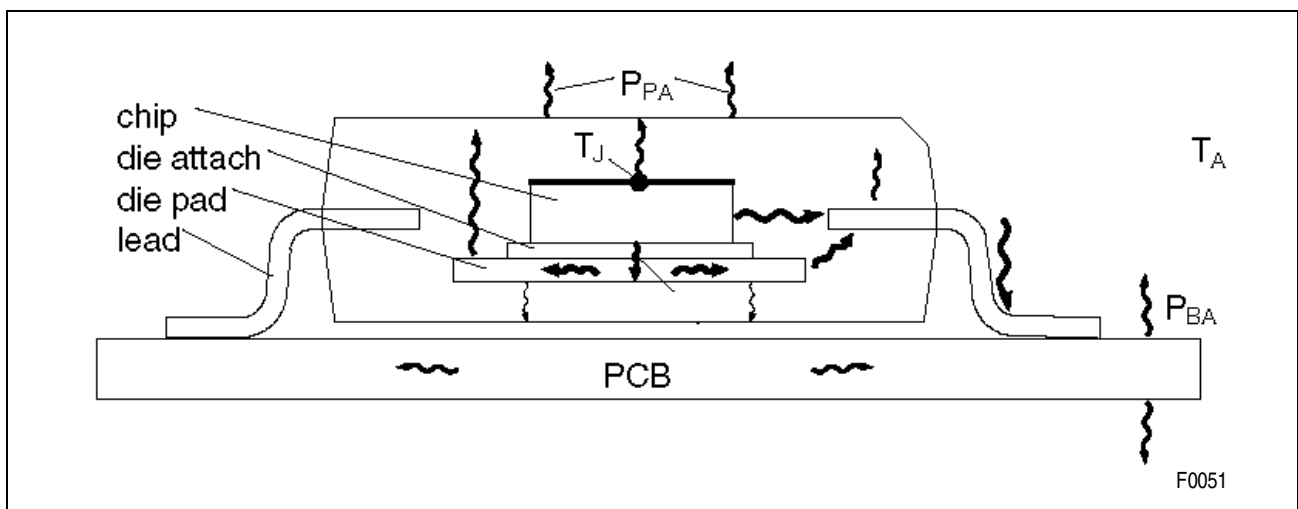 P_PA
chip
die attach
die pad
lead
T_J
T_A
P_BA
PCB
F0051